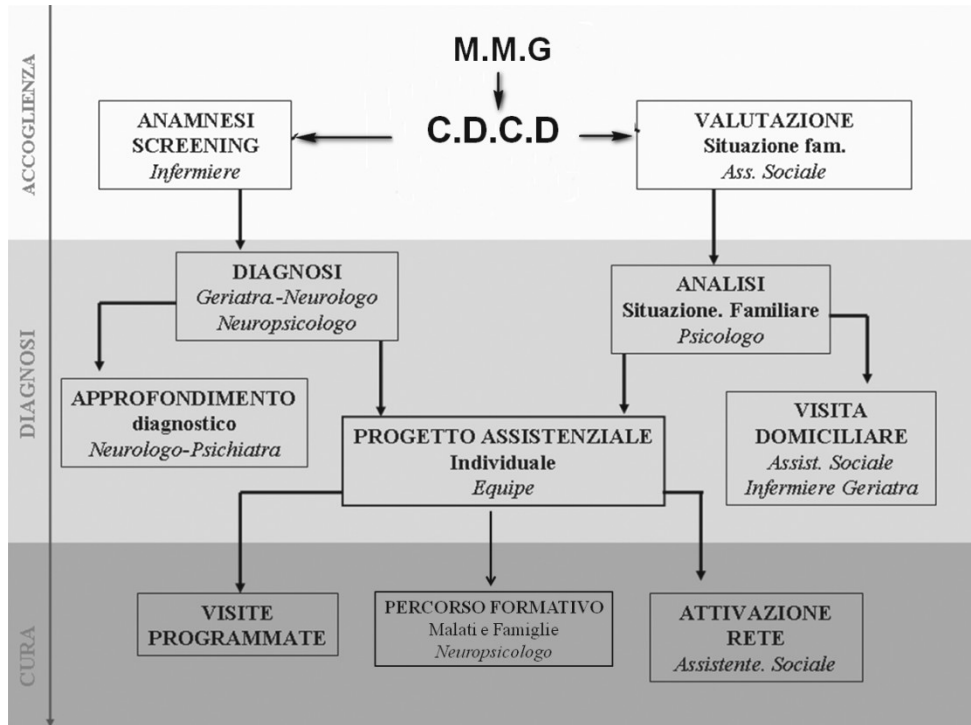 ACCOGLIENZA
M.M.G
C.D.C.D
ANAMNESI
SCREENING
Infermiere
VALUTAZIONE
Situazione fam.
Ass. Sociale
DIAGNOSI
DIAGNOSI
Geriatra.-Neurologo
Neuropsicologo
ANALISI
Situazione. Familiare
Psicologo
APPROFONDIMENTO
diagnostico
Neurologo-Psichiatra
PROGETTO ASSISTENZIALE
Individuale
Equipe
VISITA
DOMICILIARE
Assist. Sociale
Infermiere Geriatra
CURA
VISITE
PROGRAMMATE
PERCORSO FORMATIVO
Malati e Famiglie
Neuropsicologo
ATTIVAZIONE
RETE
Assistente. Sociale